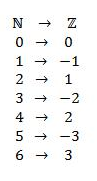 ℕ → ℤ
0 → 0
1 → −1
2 → 1
3 → −2
4 → 2
5 → −3
6 → 3